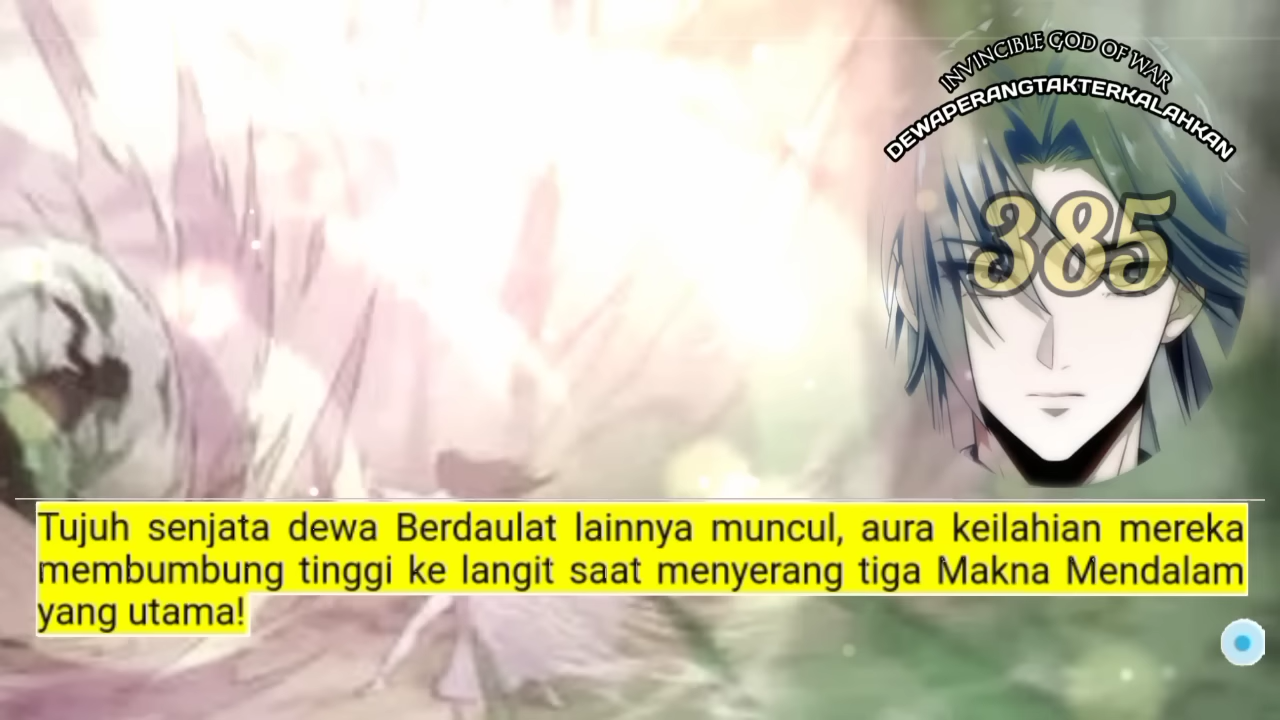 INVINCIBLE GOD OF WAR
DEWAPERANGTAKTERKALAHKAN
385
Tujuh senjata dewa Berdaulat lainnya muncul, aura keilahian mereka
membumbung tinggi ke langit saat menyerang tiga Makna Mendalam
yang utama!